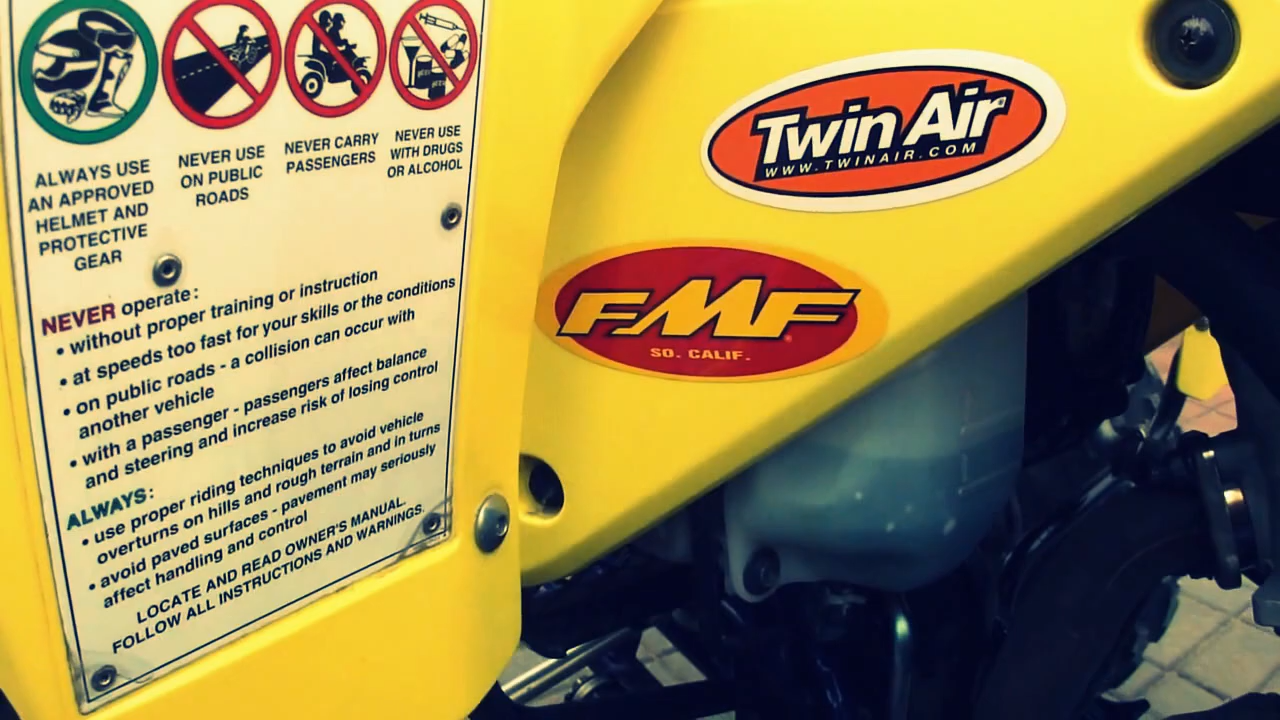 ALWAYS USE
AN APPROVED
HELMET AND
PROTECTIVE
GEAR
NEVER USE
ON PUBLIC
ROADS
NEVER CARRY
PASSENGERS
NEVER USE
WITH DRUGS
OR ALCOHOL
NEVER operate:
• without proper training or instruction
• at speeds too fast for your skills or the conditions
• on public roads - a collision can occur with
another vehicle
• with a passenger - passengers affect balance
and steering and increase risk of losing control
ALWAYS:
• use proper riding techniques to avoid vehicle
overturns on hills and rough terrain and in turns
• avoid paved surfaces - pavement may seriously
affect handling and control
LOCATE AND READ OWNER'S MANUAL.
FOLLOW ALL INSTRUCTIONS AND WARNINGS.
Twin Air
WWW.TWINAIR.COM
FMF
SO. CALIF.